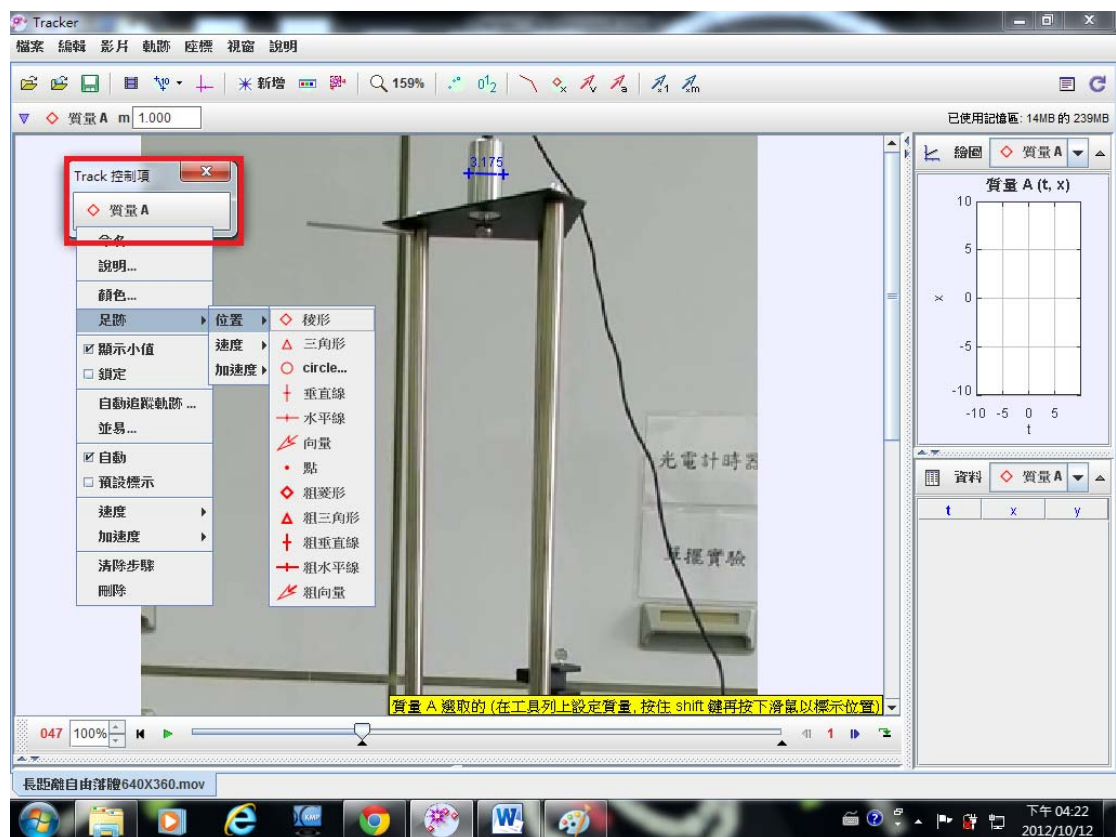 Tracker
檔案 編輯 影片 軌跡 座標 視窗 說明
新增 159%
質量 A m 1.000
已使用記憶區: 14MB 的 239MB
3.175
Track 控制項
質量 A
命名
說明...
顏色...
足跡
顯示小值
鎖定
自動追蹤軌跡 ...
並易...
自動
預設標示
速度
加速度
清除步驟
刪除
位置
速度
加速度
稜形
三角形
circle...
垂直線
水平線
向量
點
粗菱形
粗三角形
粗垂直線
粗水平線
粗向量
光電計時器
單擺實驗
繪圖 質量 A
質量 A (t, x)
10
5
x 0
-5
-10
-10 -5 0 5
t
資料 質量 A
t x y
質量 A 選取的 (在工具列上設定質量, 按住 shift 鍵再按下滑鼠以標示位置)
047 100% 1
長距離自由落體640X360.mov
KMP
下午 04:22
2012/10/12